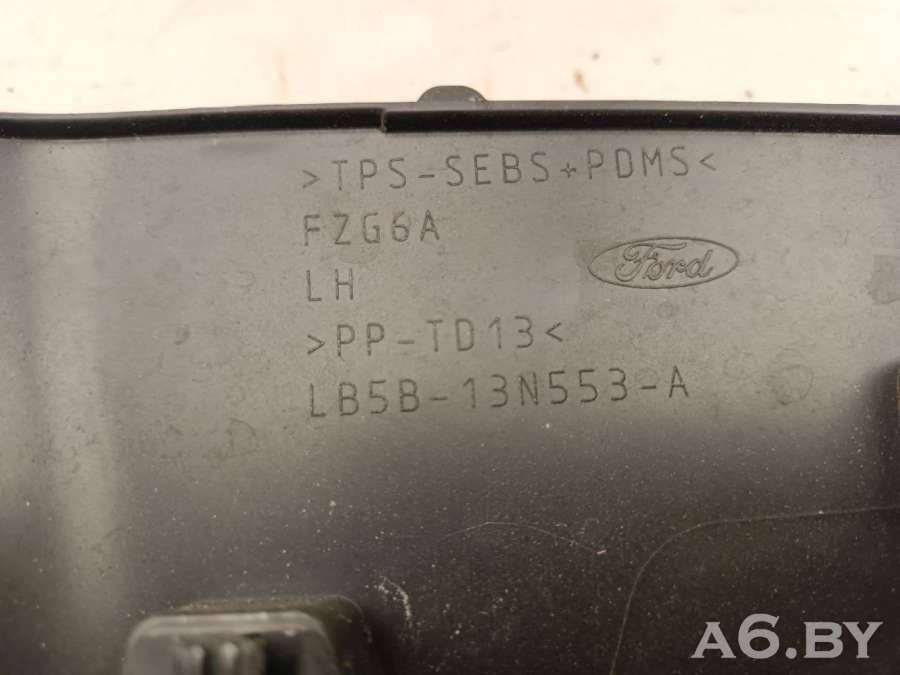 >TPS-SEBS+PDMS<
FZG6A
Ford
LH
>PP-TD13<
LB5B-13N553-A
A6.BY